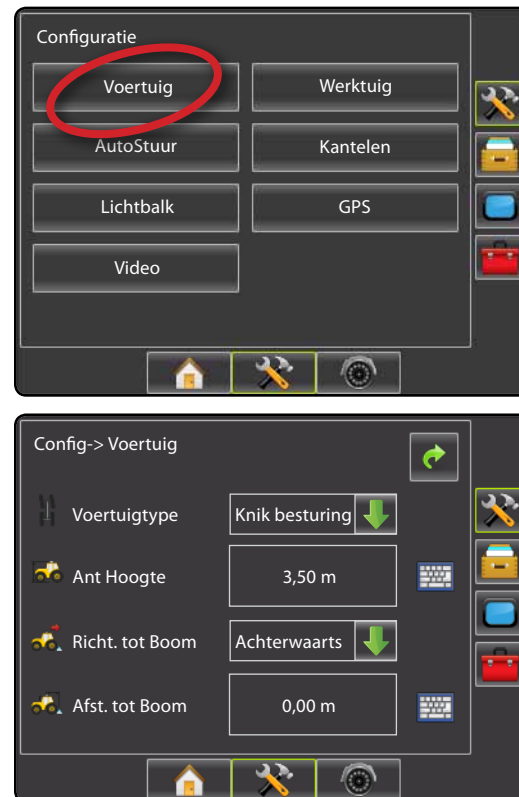 Configuratie
Voertuig Werktuig
AutoStuur Kantelen
Lichtbalk GPS
Video
Config-> Voertuig
Voertuigtype Knik besturing
Ant Hoogte 3,50 m
Richt. tot Boom Achterwaarts
Afst. tot Boom 0,00 m